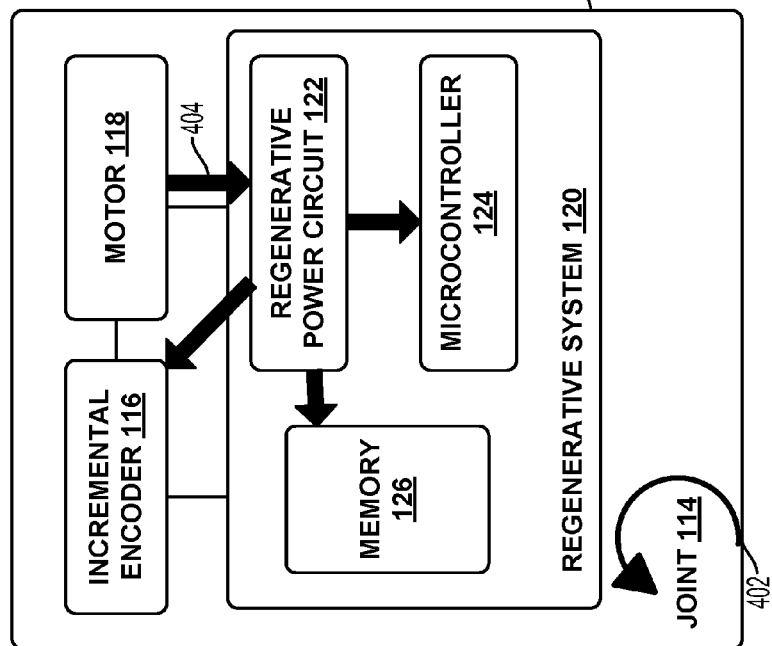 INCREMENTAL
ENCODER 116
MOTOR 118
404
MEMORY
126
REGENERATIVE
POWER CIRCUIT 122
MICROCONTROLLER
124
REGENERATIVE SYSTEM 120
JOINT 114
402